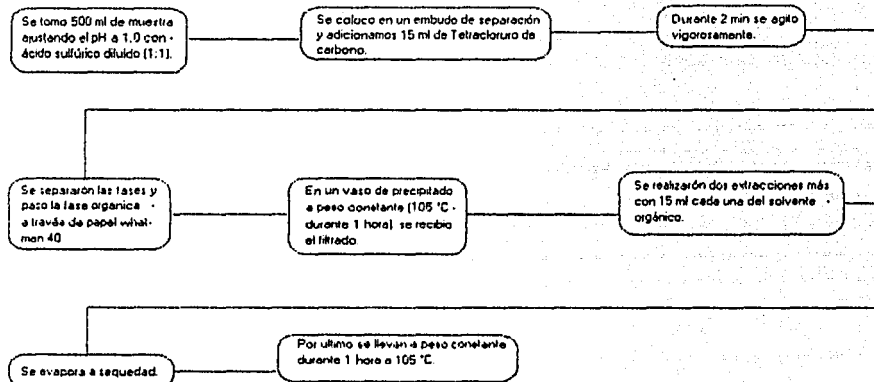 Se tomo 500 ml de muestra
ajustando el pH a 1.0 con -
ácido sulfúrico diluido (1:1).
Se coloco en un embudo de separación
y adicionamos 15 ml de Tetracloruro de
carbono.
Durante 2 min se agito
vigorosamente.
Se separarón las fases y
paso la fase organica -
a través de papel what-
man 40
En un vaso de precipitado
a peso constante (105 °C -
durante 1 hora), se recibio
el filtrado.
Se realizarón dos extracciones más
con 15 ml cada una del solvente -
orgánico.
Se evapora a sequedad.
Por ultimo se llevan a peso constante
durante 1 hora a 105 °C.